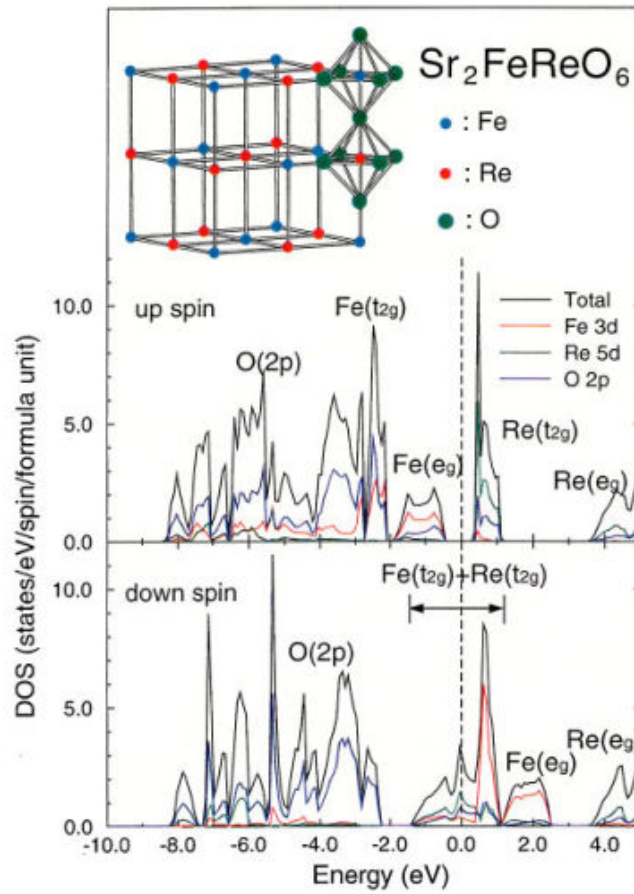 Sr₂FeReO₆
: Fe
: Re
: O
up spin
O(2p)
Fe(t₂g)
Fe(eg)
Re(t₂g)
Re(eg)
Total
Fe 3d
Re 5d
O 2p
10.0
5.0
0.0
down spin
O(2p)
Fe(t₂g)+Re(t₂g)
Fe(eg)
Re(eg)
10.0
5.0
0.0
-10.0 -8.0 -6.0 -4.0 -2.0 0.0 2.0 4.0
Energy (eV)
DOS (states/eV/spin/formula unit)